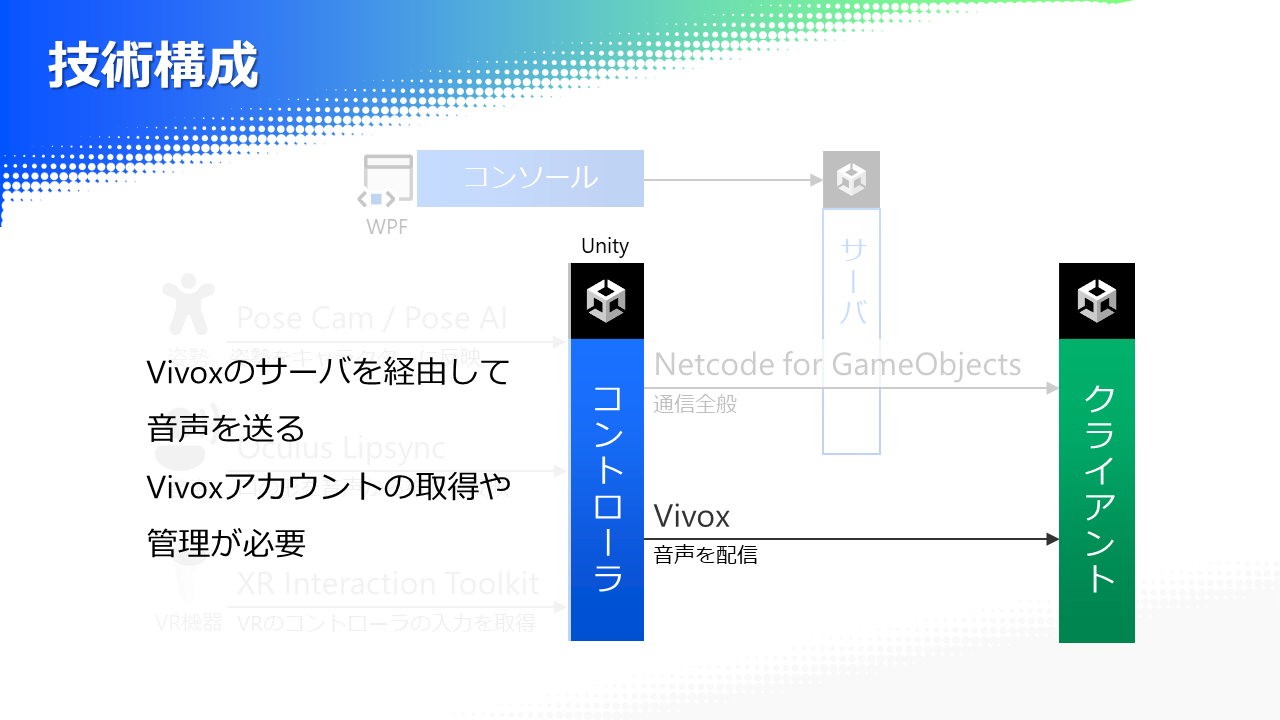 技術構成
コンソール
WPF
サーバ
Unity
Pose Cam / Pose AI
Vivoxのサーバを経由して
音声を送る
Oculus Lipsync
Vivoxアカウントの取得や
管理が必要
XR Interaction Toolkit
VR機器
VRのコントローラの入力を取得
コントローラ
Netcode for GameObjects
通信全般
Vivox
音声を配信
クライアント